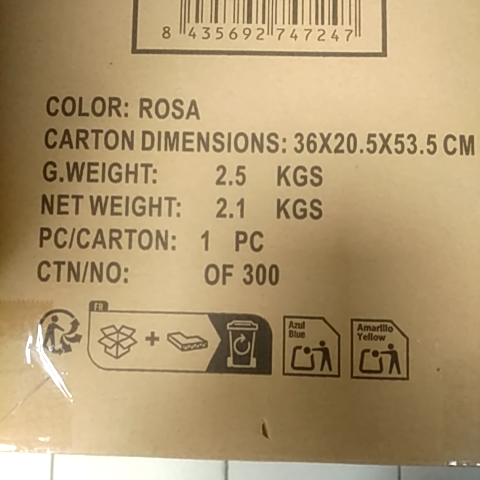 8 435692 747247
COLOR: ROSA
CARTON DIMENSIONS: 36X20.5X53.5 CM
G.WEIGHT: 2.5 KGS
NET WEIGHT: 2.1 KGS
PC/CARTON: 1 PC
CTN/NO: OF 300
FR
+
Azul
Blue
Amarillo
Yellow